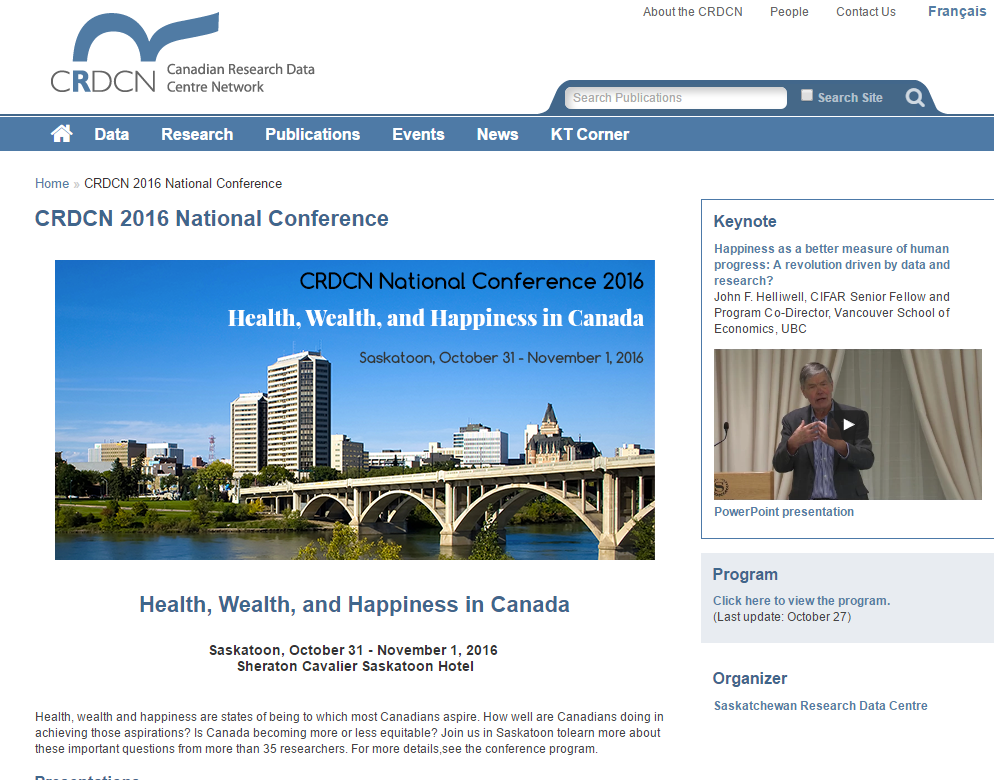 About the CRDCN People Contact Us Français
CRDCN Canadian Research Data
Centre Network
Search Publications Search Site
Data Research Publications Events News KT Corner
Home » CRDCN 2016 National Conference
CRDCN 2016 National Conference
CRDCN National Conference 2016
Health, Wealth, and Happiness in Canada
Saskatoon, October 31 - November 1, 2016
Health, Wealth, and Happiness in Canada
Saskatoon, October 31 - November 1, 2016
Sheraton Cavalier Saskatoon Hotel
Health, wealth and happiness are states of being to which most Canadians aspire. How well are Canadians doing in
achieving those aspirations? Is Canada becoming more or less equitable? Join us in Saskatoon tolearn more about
these important questions from more than 35 researchers. For more details,see the conference program.
Presentations
Keynote
Happiness as a better measure of human
progress: A revolution driven by data and
research?
John F. Helliwell, CIFAR Senior Fellow and
Program Co-Director, Vancouver School of
Economics, UBC
PowerPoint presentation
Program
Click here to view the program.
(Last update: October 27)
Organizer
Saskatchewan Research Data Centre